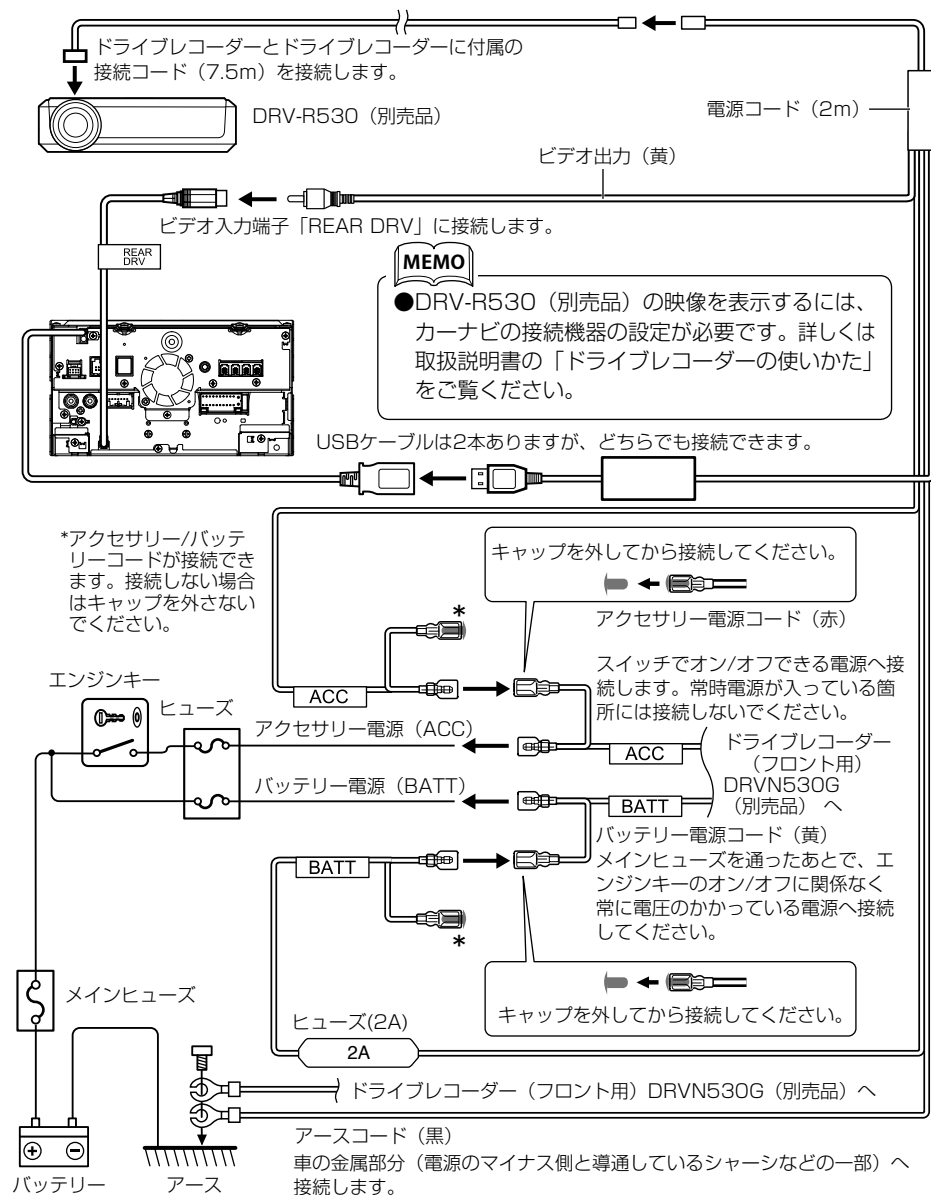 ドライブレコーダーとドライブレコーダーに付属の
接続コード（7.5m）を接続します。
DRV-R530（別売品）
電源コード（2m）
ビデオ出力（黄）
ビデオ入力端子「REAR DRV」に接続します。
REAR
DRV
MEMO
●DRV-R530（別売品）の映像を表示するには、
カーナビの接続機器の設定が必要です。詳しくは
取扱説明書の「ドライブレコーダーの使いかた」
をご覧ください。
USBケーブルは2本ありますが、どちらでも接続できます。
*アクセサリー/バッテ
リーコードが接続でき
ます。接続しない場合
はキャップを外さない
でください。
キャップを外してから接続してください。
アクセサリー電源コード（赤）
*
スイッチでオン/オフできる電源へ接
続します。常時電源が入っている箇
所には接続しないでください。
エンジンキー
ヒューズ
ACC
アクセサリー電源（ACC）
ACC
ドライブレコーダー
（フロント用）
DRVN530G
（別売品） へ
バッテリー電源（BATT）
BATT
バッテリー電源コード（黄）
メインヒューズを通ったあとで、エ
ンジンキーのオン/オフに関係なく
常に電圧のかかっている電源へ接続
してください。
BATT
*
キャップを外してから接続してください。
メインヒューズ
ヒューズ(2A)
2A
ドライブレコーダー（フロント用）DRVN530G（別売品）へ
アースコード（黒）
車の金属部分（電源のマイナス側と導通しているシャーシなどの一部）へ
接続します。
バッテリー
アース